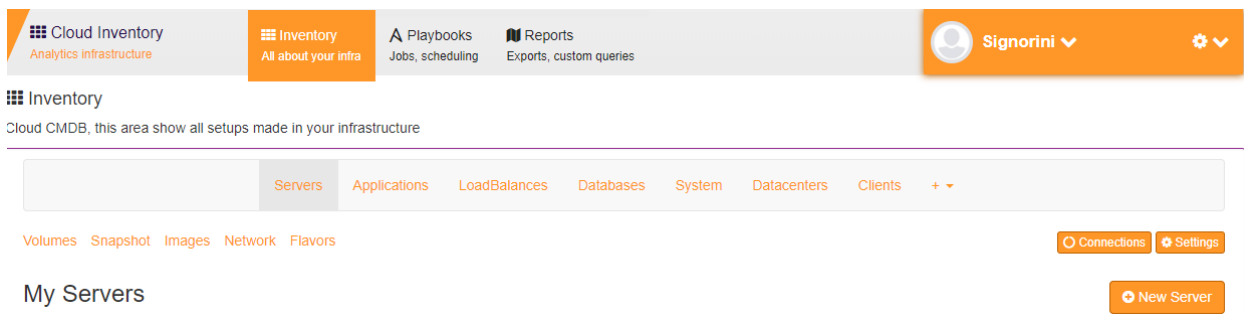 Cloud Inventory
Analytics infrastructure
Inventory
All about your infra
Playbooks
Jobs, scheduling
Reports
Exports, custom queries
Signorini
Inventory
Cloud CMDB, this area show all setups made in your infrastructure
Servers Applications LoadBalances Databases System Datacenters Clients +
Volumes Snapshot Images Network Flavors
Connections Settings
My Servers
New Server